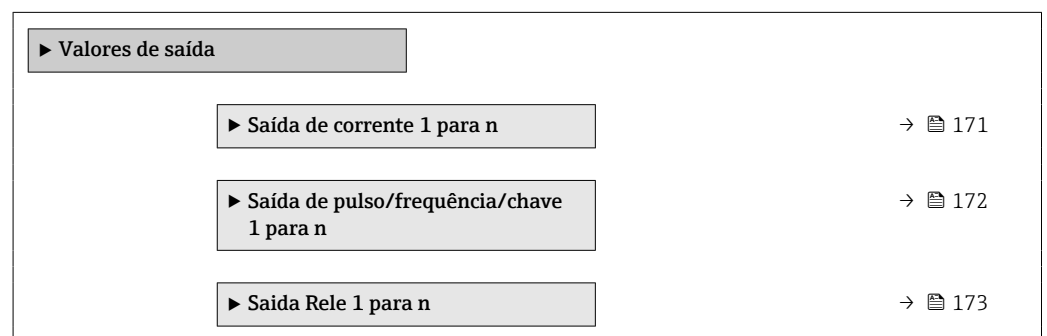 ▶ Valores de saída
▶ Saída de corrente 1 para n → 171
▶ Saída de pulso/frequência/chave → 172
1 para n
▶ Saida Rele 1 para n → 173